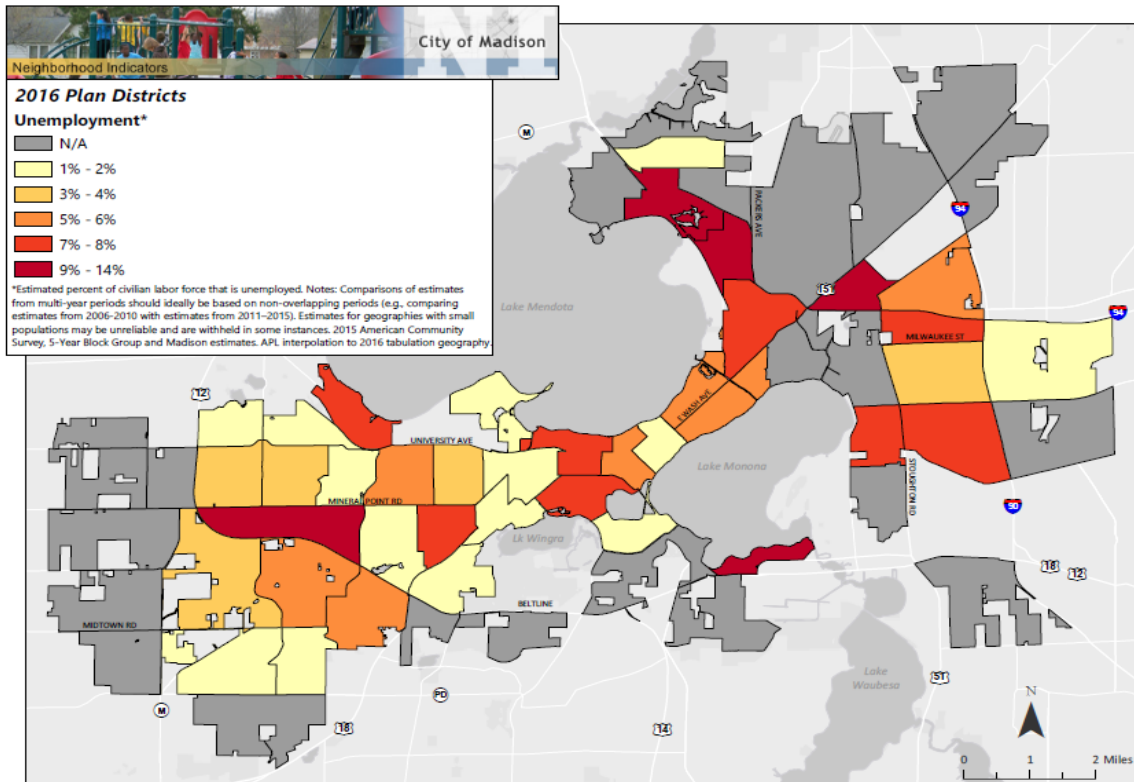 City of Madison
Neighborhood Indicators
2016 Plan Districts
Unemployment*
N/A
1% - 2%
3% - 4%
5% - 6%
7% - 8%
9% - 14%
*Estimated percent of civilian labor force that is unemployed. Notes: Comparisons of estimates
from multi-year periods should ideally be based on non-overlapping periods (e.g., comparing
estimates from 2006-2010 with estimates from 2011–2015). Estimates for geographies with small
populations may be unreliable and are withheld in some instances. 2015 American Community
Survey, 5-Year Block Group and Madison estimates. APL interpolation to 2016 tabulation geography.
M
PACKERS AVE
94
Lake Mendota
151
94
MILWAUKEE ST
12
E WASH AVE
UNIVERSITY AVE
Lake Monona
STOUGHTON RD
MINERAL POINT RD
90
Lk Wingra
18
12
BELTLINE
MIDTOWN RD
Lake
Waubesa
51
PD
M
18
14
N
0 1 2 Miles